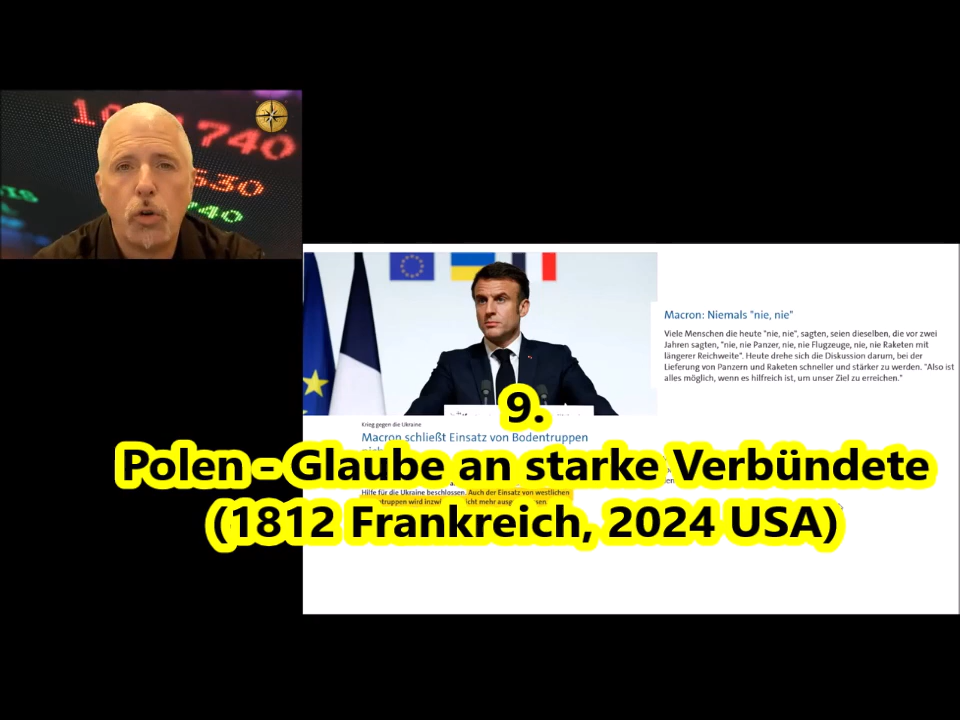 740
740
Macron: Niemals "nie, nie"
Viele Menschen die heute "nie, nie", sagten, seien dieselben, die vor zwei
Jahren sagten, "nie, nie Panzer, nie, nie Flugzeuge, nie, nie Raketen mit
längerer Reichweite". Heute drehe sich die Diskussion darum, bei der
Lieferung von Panzern und Raketen schneller und stärker zu werden. "Also ist
alles möglich, wenn es hilfreich ist, um unser Ziel zu erreichen."
9.
Krieg gegen die Ukraine
Macron schließt Einsatz von Bodentruppen
Polen - Glaube an starke Verbündete
Hilfe für die Ukraine beschlossen. Auch der Einsatz von westlichen
(1812 Frankreich, 2024 USA)